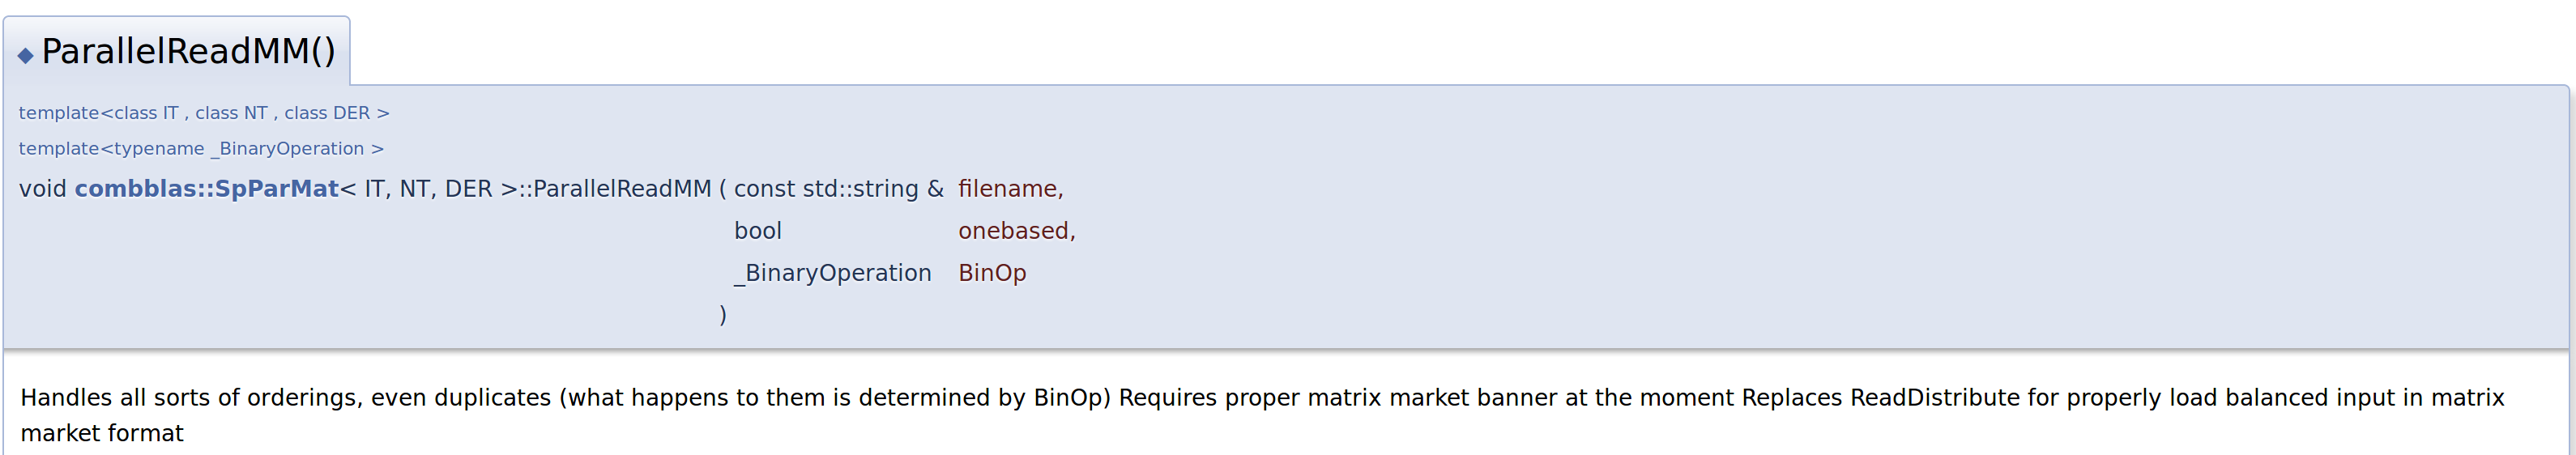 ◆ ParallelReadMM()
template<class IT , class NT , class DER >
template<typename _BinaryOperation >
void combblas::SpParMat< IT, NT, DER >::ParallelReadMM ( const std::string & filename,
bool onebased,
_BinaryOperation BinOp
)
Handles all sorts of orderings, even duplicates (what happens to them is determined by BinOp) Requires proper matrix market banner at the moment Replaces ReadDistribute for properly load balanced input in matrix
market format